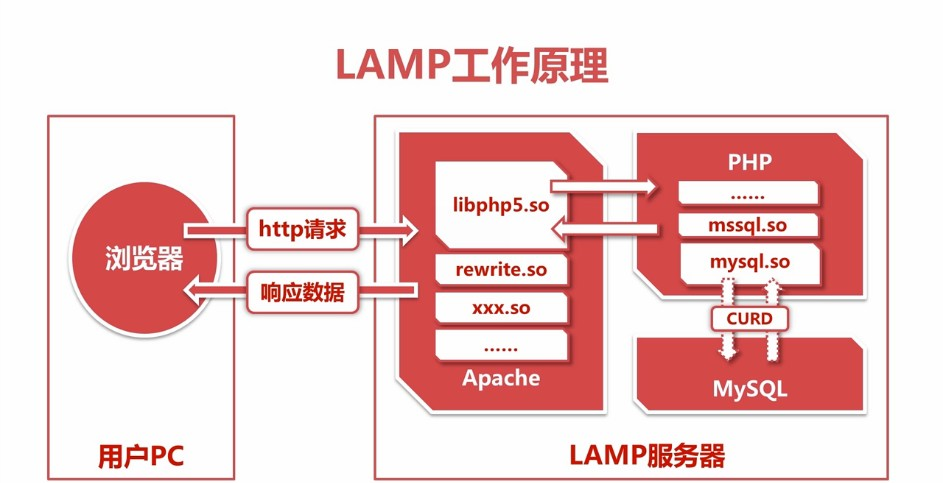 LAMP工作原理
浏览器
http请求
响应数据
用户PC
libphp5.so
rewrite.so
xxx.so
......
Apache
PHP
......
mssql.so
mysql.so
CURD
MySQL
LAMP服务器